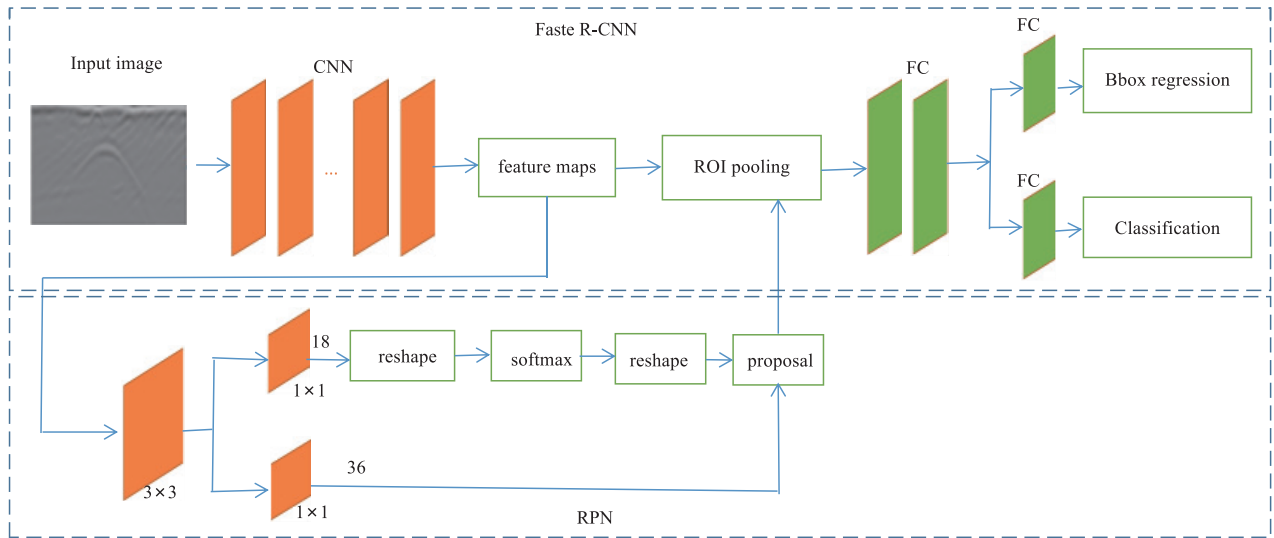 Faste R-CNN
Input image
CNN
FC
FC
Bbox regression
...
feature maps
ROI pooling
FC
Classification
18
reshape
softmax
reshape
proposal
1×1
36
3×3
1×1
RPN